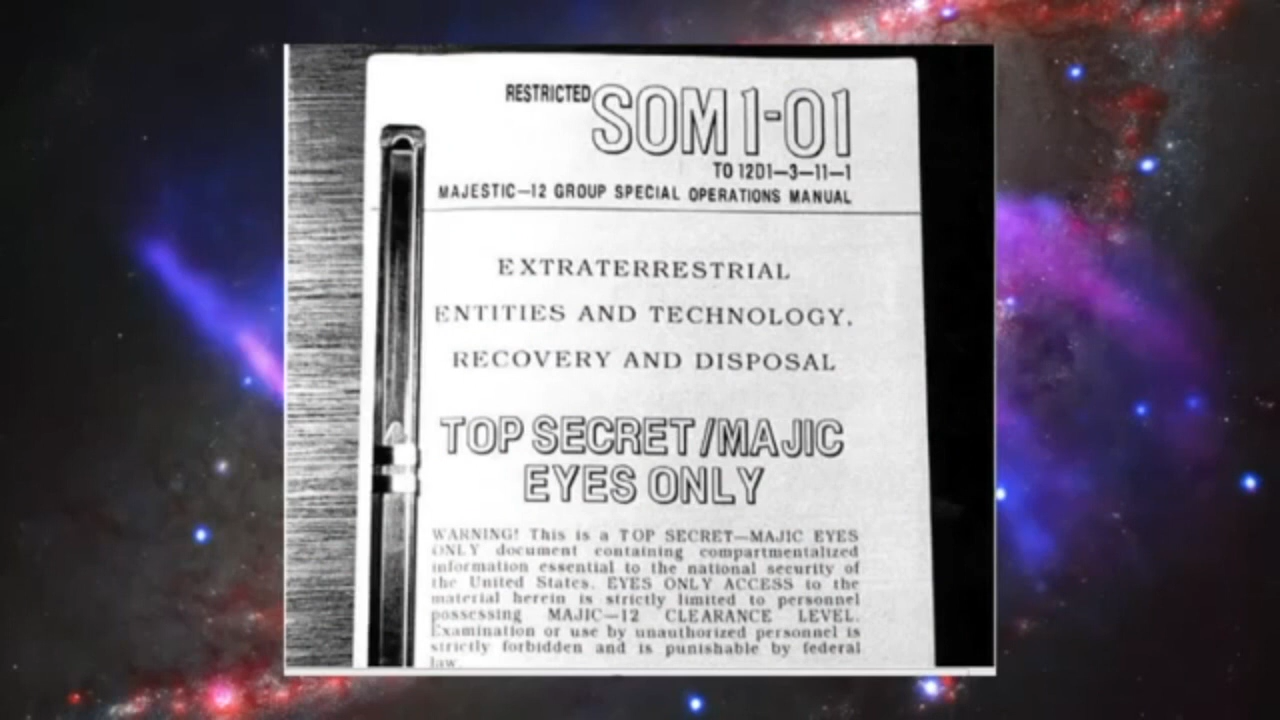 RESTRICTED SOM 1-01
TO 12D1—3—11—1
MAJESTIC—12 GROUP SPECIAL OPERATIONS MANUAL
EXTRATERRESTRIAL
ENTITIES AND TECHNOLOGY.
RECOVERY AND DISPOSAL
TOP SECRET/MAJIC
EYES ONLY
WARNING! This is a TOP SECRET—MAJIC EYES
ONLY document containing compartmentalized
information essential to the national security of
the United States. EYES ONLY ACCESS to the
material herein is strictly limited to personnel
possessing MAJIC—12 CLEARANCE LEVEL.
Examination or use by unauthorized personnel is
strictly forbidden and is punishable by federal
law.